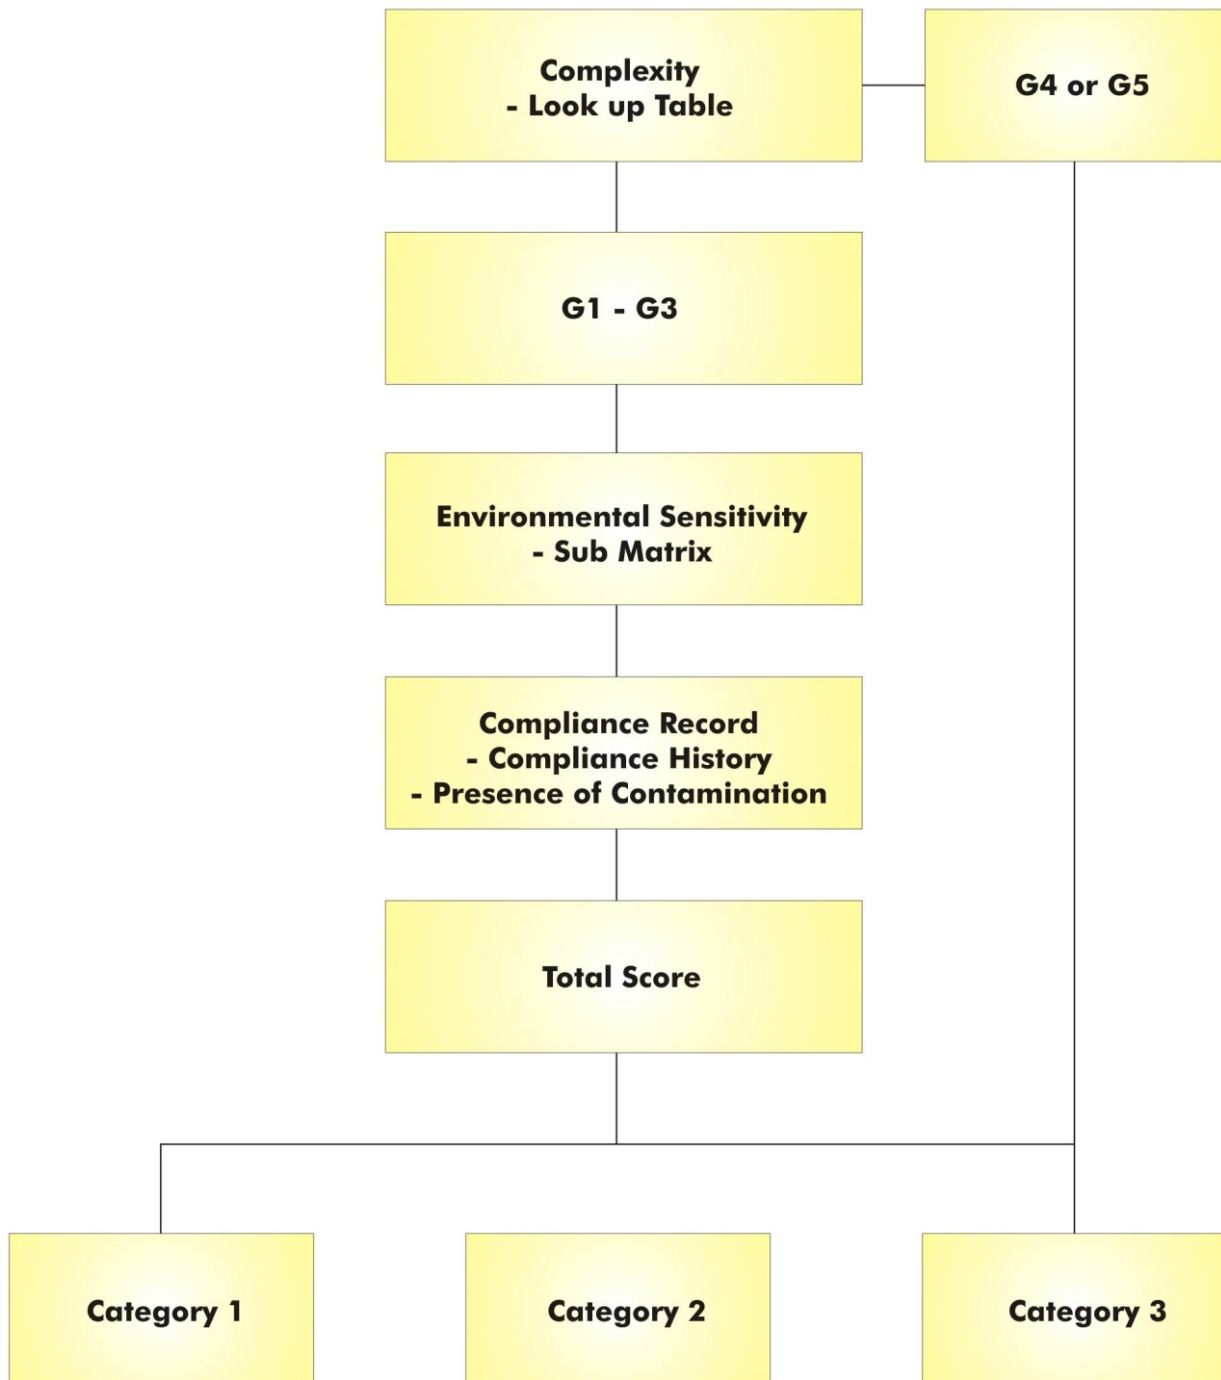 Complexity
- Look up Table
G4 or G5
G1 - G3
Environmental Sensitivity
- Sub Matrix
Compliance Record
- Compliance History
- Presence of Contamination
Total Score
Category 1
Category 2
Category 3